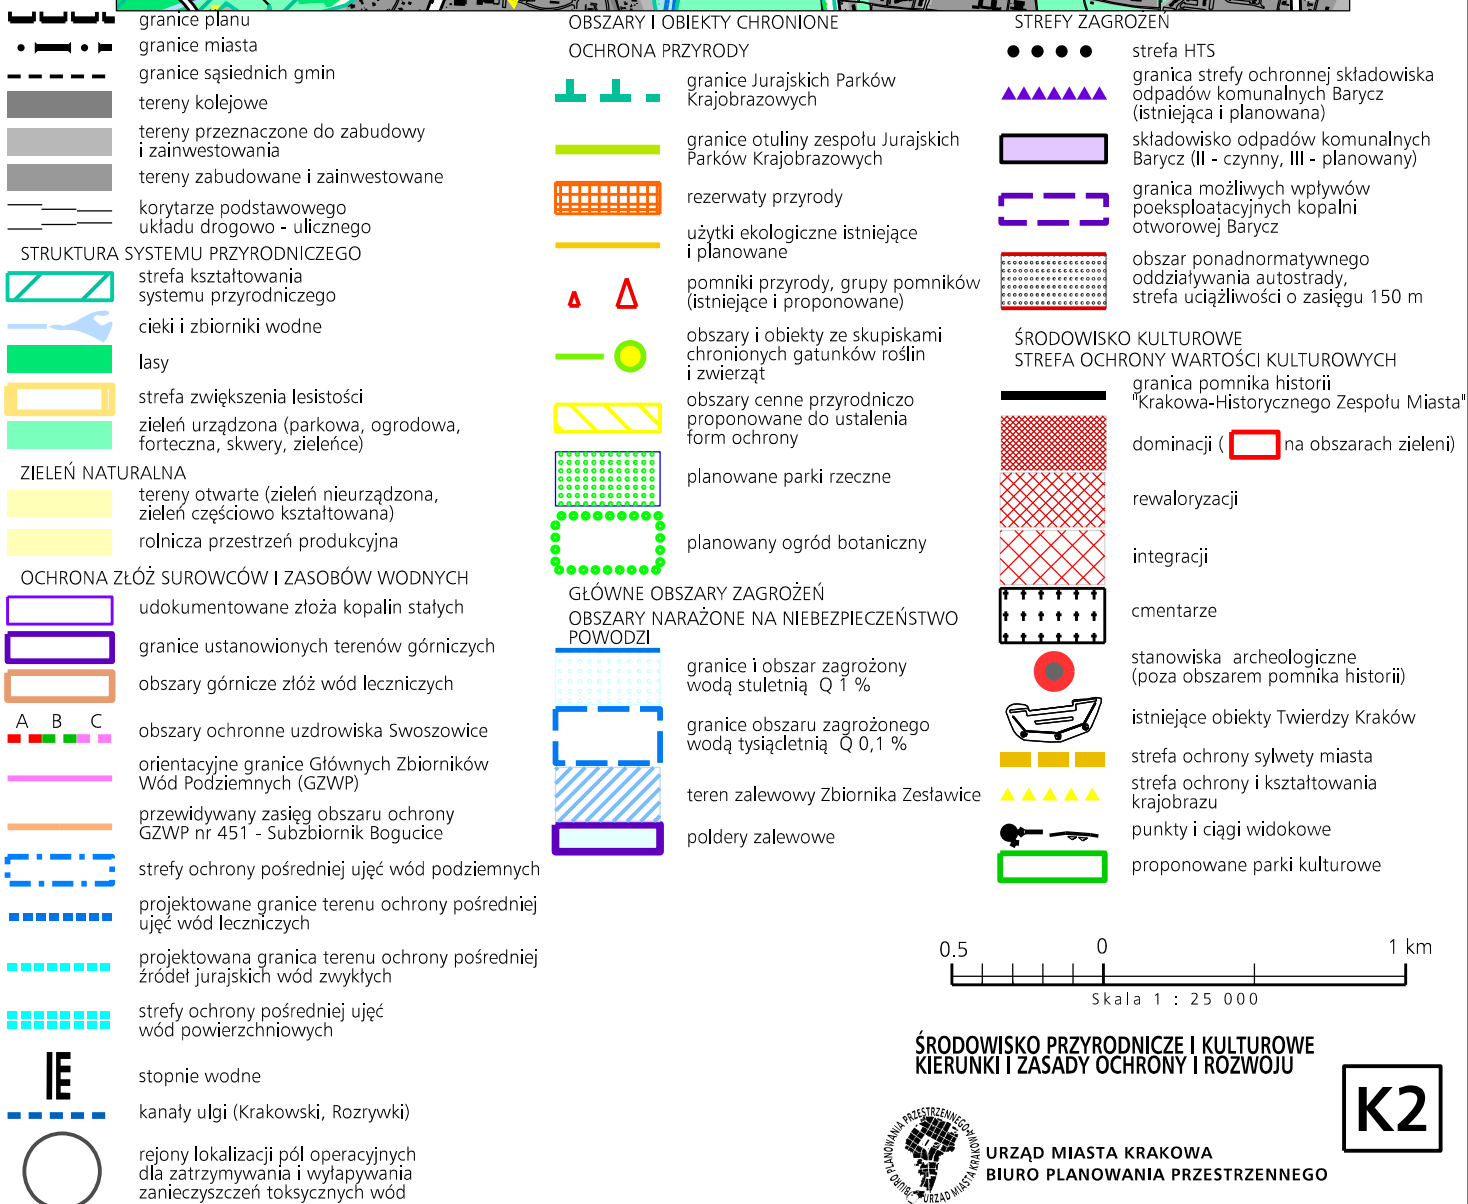 granice planu
granice miasta
granice sąsiednich gmin
tereny kolejowe
tereny przeznaczone do zabudowy
i zainwestowania
tereny zabudowane i zainwestowane
korytarze podstawowego
układu drogowo - ulicznego
STRUKTURA SYSTEMU PRZYRODNICZEGO
strefa kształtowania
systemu przyrodniczego
cieki i zbiorniki wodne
lasy
strefa zwiększenia lesistości
zieleń urządzona (parkowa, ogrodowa,
forteczna, skwery, zieleńce)
ZIELEŃ NATURALNA
tereny otwarte (zieleń nieurządzona,
zieleń częściowo kształtowana)
rolnicza przestrzeń produkcyjna
OCHRONA ZŁÓŻ SUROWCÓW I ZASOBÓW WODNYCH
udokumentowane złoża kopalin stałych
granice ustanowionych terenów górniczych
obszary górnicze złóż wód leczniczych
A B C
obszary ochronne uzdrowiska Swoszowice
orientacyjne granice Głównych Zbiorników
Wód Podziemnych (GZWP)
przewidywany zasięg obszaru ochrony
GZWP nr 451 - Subzbiornik Bogucice
strefy ochrony pośredniej ujęć wód podziemnych
projektowane granice terenu ochrony pośredniej
ujęć wód leczniczych
projektowana granica terenu ochrony pośredniej
źródeł jurajskich wód zwykłych
strefy ochrony pośredniej ujęć
wód powierzchniowych
stopnie wodne
kanały ulgi (Krakowski, Rozrywki)
rejony lokalizacji pól operacyjnych
dla zatrzymywania i wyłapywania
zanieczyszczeń toksycznych wód
OBSZARY I OBIEKTY CHRONIONE
OCHRONA PRZYRODY
granice Jurajskich Parków
Krajobrazowych
granice otuliny zespołu Jurajskich
Parków Krajobrazowych
rezerwaty przyrody
użytki ekologiczne istniejące
i planowane
pomniki przyrody, grupy pomników
(istniejące i proponowane)
obszary i obiekty ze skupiskami
chronionych gatunków roślin
i zwierząt
obszary cenne przyrodniczo
proponowane do ustalenia
form ochrony
planowane parki rzeczne
planowany ogród botaniczny
GŁÓWNE OBSZARY ZAGROŻEŃ
OBSZARY NARAŻONE NA NIEBEZPIECZEŃSTWO
POWODZI
granice i obszar zagrożony
wodą stuletnią Q 1 %
granice obszaru zagrożonego
wodą tysiącletnią Q 0,1 %
teren zalewowy Zbiornika Zesławice
poldery zalewowe
STREFY ZAGROŻEŃ
strefa HTS
granica strefy ochronnej składowiska
odpadów komunalnych Barycz
(istniejąca i planowana)
składowisko odpadów komunalnych
Barycz (II - czynny, III - planowany)
granica możliwych wpływów
poeksploatacyjnych kopalni
otworowej Barycz
obszar ponadnormatywnego
oddziaływania autostrady,
strefa uciążliwości o zasięgu 150 m
ŚRODOWISKO KULTUROWE
STREFA OCHRONY WARTOŚCI KULTUROWYCH
granica pomnika historii
"Krakowa-Historycznego Zespołu Miasta"
dominacji ( na obszarach zieleni)
rewaloryzacji
integracji
cmentarze
stanowiska archeologiczne
(poza obszarem pomnika historii)
istniejące obiekty Twierdzy Kraków
strefa ochrony sylwety miasta
strefa ochrony i kształtowania
krajobrazu
punkty i ciągi widokowe
proponowane parki kulturowe
0.5 0 1 km
Skala 1 : 25 000
ŚRODOWISKO PRZYRODNICZE I KULTUROWE
KIERUNKI I ZASADY OCHRONY I ROZWOJU
K2
BIURO PLANOWANIA PRZESTRZENNEGO
URZĄD MIASTA KRAKOWA
URZĄD MIASTA KRAKOWA
BIURO PLANOWANIA PRZESTRZENNEGO